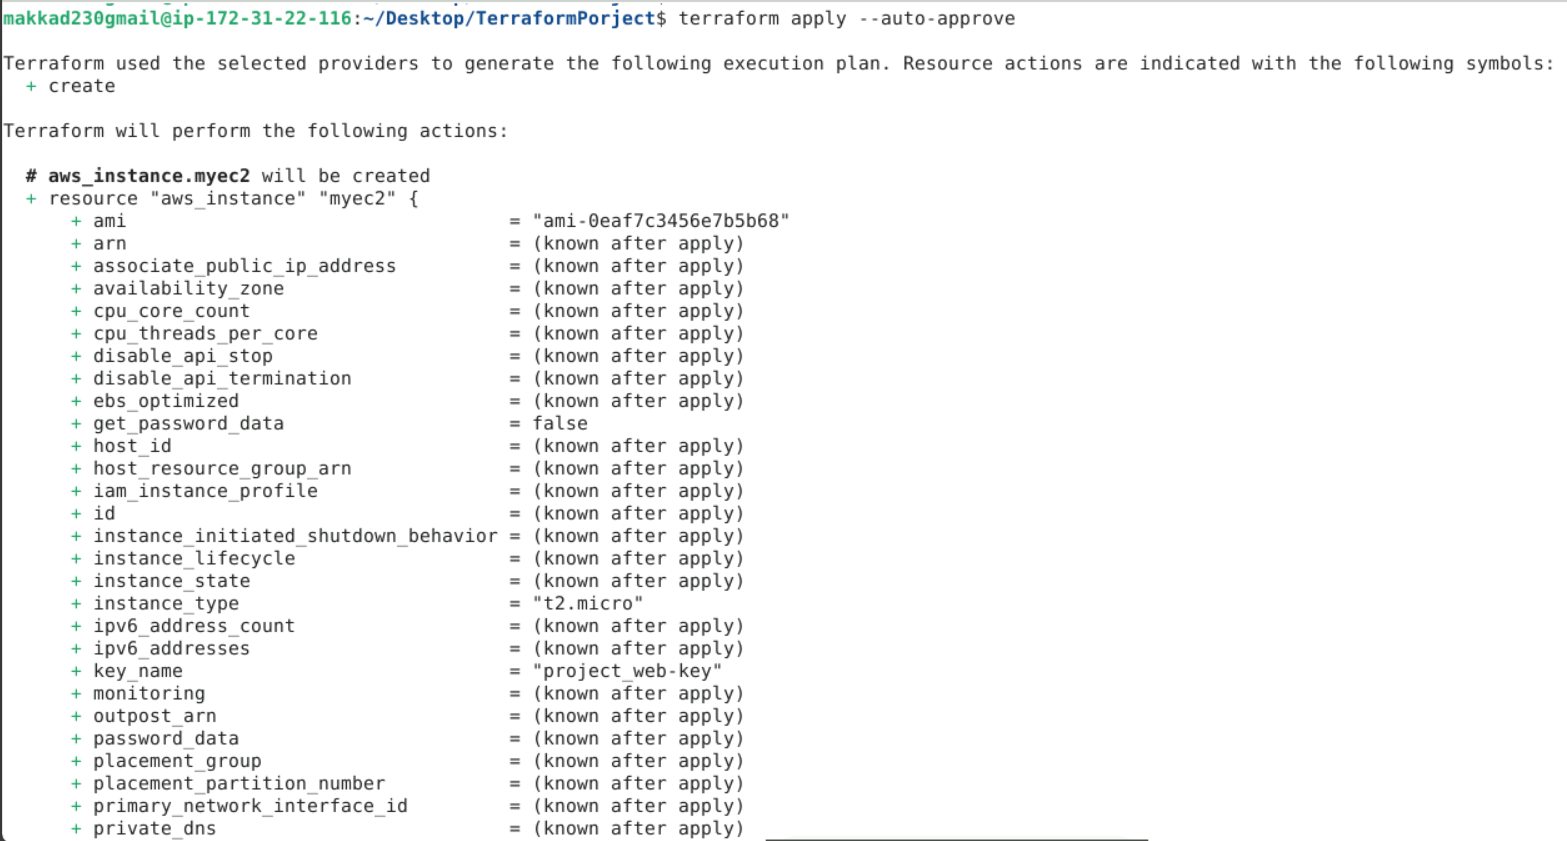 makkad230gmail@ip-172-31-22-116:~/Desktop/TerraformPorject$ terraform apply --auto-approve
Terraform used the selected providers to generate the following execution plan. Resource actions are indicated with the following symbols:
+ create
Terraform will perform the following actions:
# aws_instance.myec2 will be created
+ resource "aws_instance" "myec2" {
+ ami = "ami-0eaf7c3456e7b5b68"
+ arn = (known after apply)
+ associate_public_ip_address = (known after apply)
+ availability_zone = (known after apply)
+ cpu_core_count = (known after apply)
+ cpu_threads_per_core = (known after apply)
+ disable_api_stop = (known after apply)
+ disable_api_termination = (known after apply)
+ ebs_optimized = (known after apply)
+ get_password_data = false
+ host_id = (known after apply)
+ host_resource_group_arn = (known after apply)
+ iam_instance_profile = (known after apply)
+ id = (known after apply)
+ instance_initiated_shutdown_behavior = (known after apply)
+ instance_lifecycle = (known after apply)
+ instance_state = (known after apply)
+ instance_type = "t2.micro"
+ ipv6_address_count = (known after apply)
+ ipv6_addresses = (known after apply)
+ key_name = "project_web-key"
+ monitoring = (known after apply)
+ outpost_arn = (known after apply)
+ password_data = (known after apply)
+ placement_group = (known after apply)
+ placement_partition_number = (known after apply)
+ primary_network_interface_id = (known after apply)
+ private_dns = (known after apply)